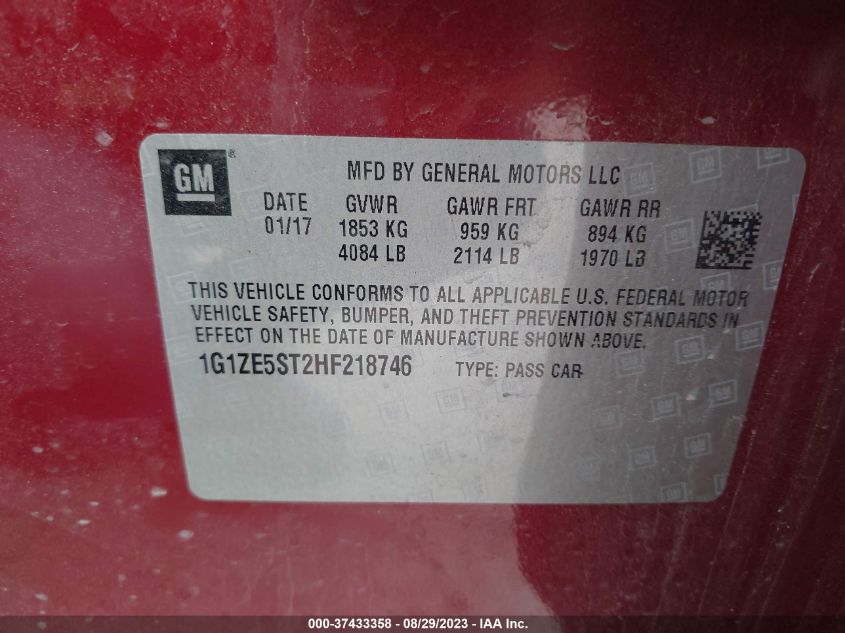 GM ®
MFD BY GENERAL MOTORS LLC
DATE GVWR GAWR FRT GAWR RR
01/17 1853 KG 959 KG 894 KG
4084 LB 2114 LB 1970 LB
THIS VEHICLE CONFORMS TO ALL APPLICABLE U.S. FEDERAL MOTOR
VEHICLE SAFETY, BUMPER, AND THEFT PREVENTION STANDARDS IN
EFFECT ON THE DATE OF MANUFACTURE SHOWN ABOVE.
1G1ZE5ST2HF218746 TYPE: PASS CAR
000-37433358 - 08/29/2023 - IAA Inc.